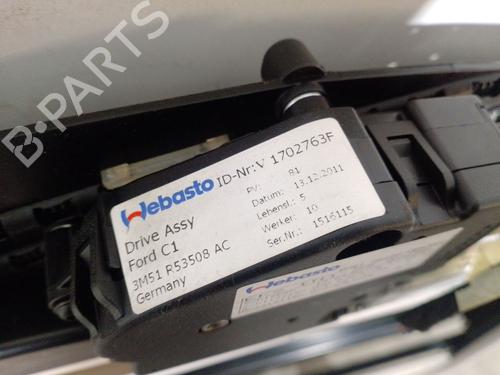 B-PARTS
Webasto ID-Nr: V 1702763F
Drive Assy
Ford C1
3M51 R53508 AC
Germany
PV: 81
Datum: 13.12.2011
Lebensl.: 5
Werker: 10
Ser.Nr.: 1516115
Webasto